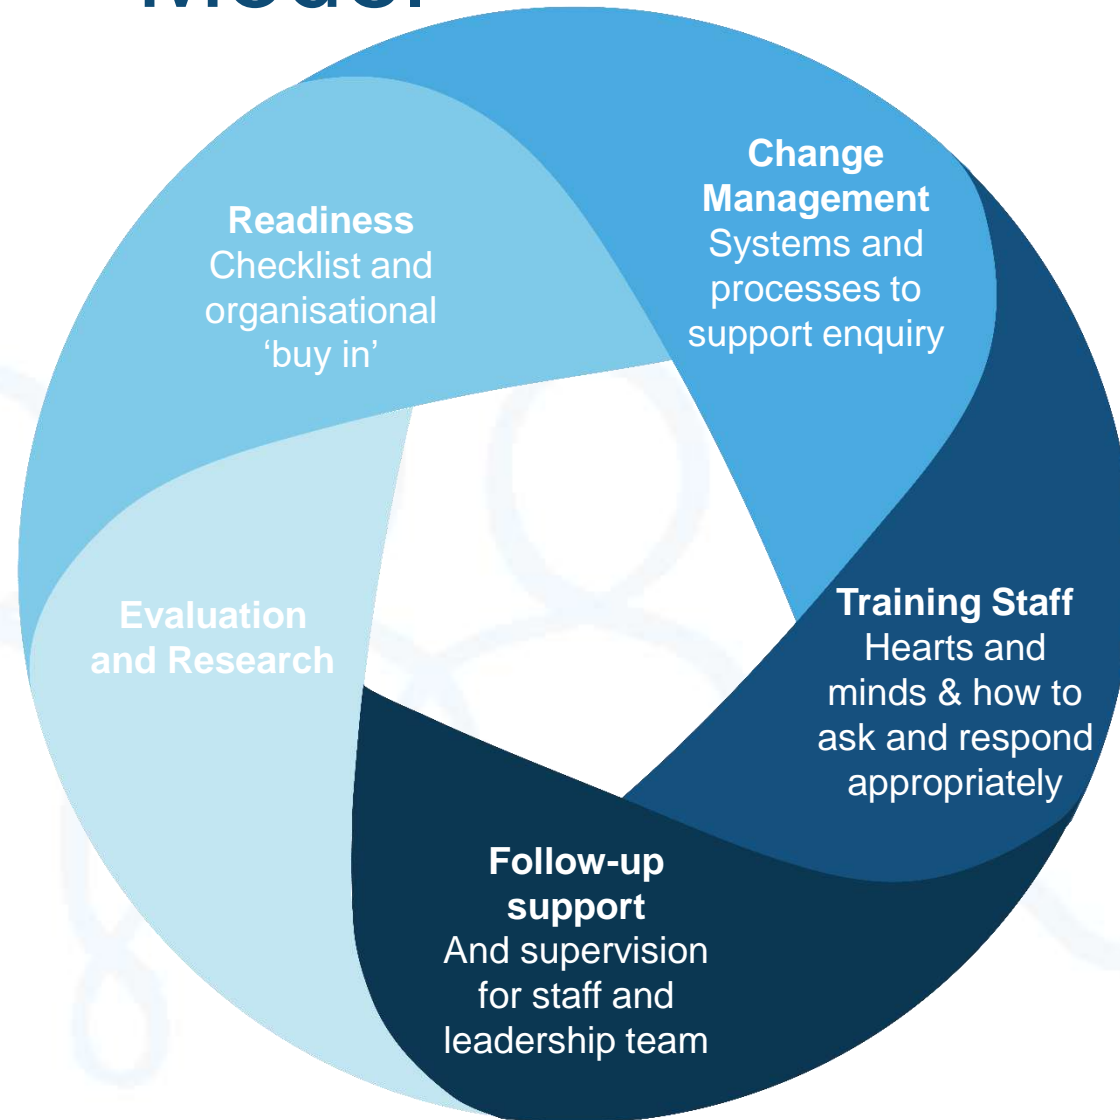 Model
Readiness
Checklist and
organisational
‘buy in’
Change
Management
Systems and
processes to
support enquiry
Training Staff
Hearts and
minds & how to
ask and respond
appropriately
Follow-up
support
And supervision
for staff and
leadership team
Evaluation
and Research